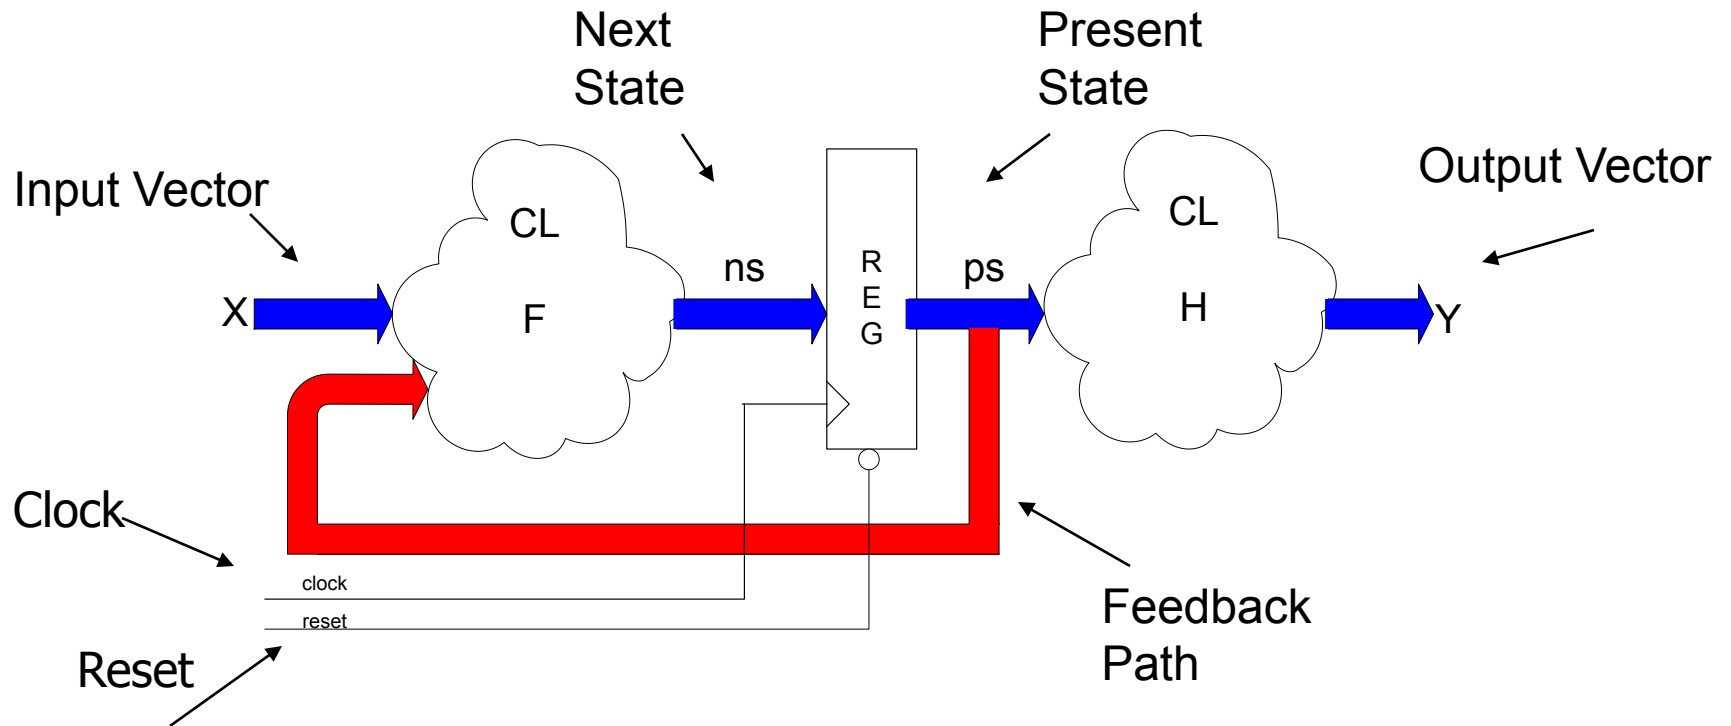 Next
State
Present
State
Input Vector
Output Vector
CL
F
ns
R
E
G
ps
CL
H
X
Y
Clock
clock
reset
Reset
Feedback
Path